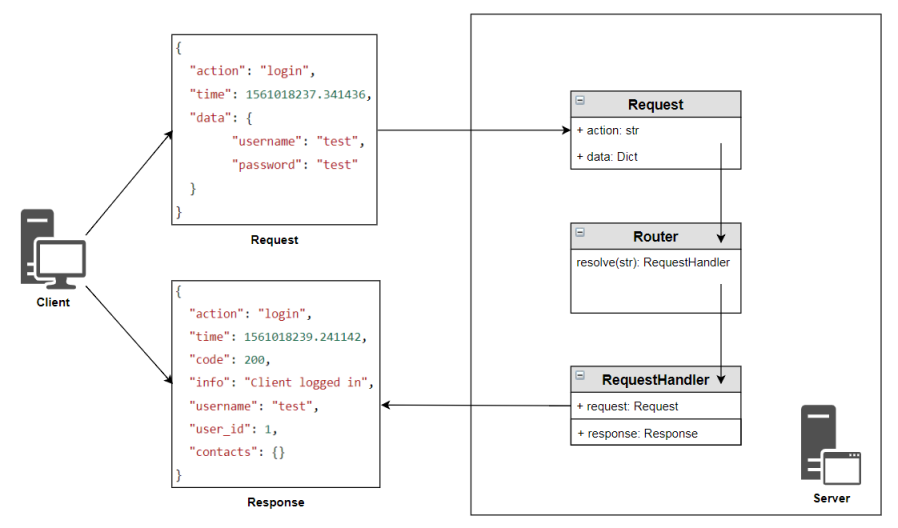 {
"action": "login",
"time": 1561018237.341436,
"data": {
"username": "test",
"password": "test"
}
}
Request
Client
{
"action": "login",
"time": 1561018239.241142,
"code": 200,
"info": "Client logged in",
"username": "test",
"user_id": 1,
"contacts": {}
}
Response
Request
+ action: str
+ data: Dict
Router
resolve(str): RequestHandler
RequestHandler
+ request: Request
+ response: Response
Server